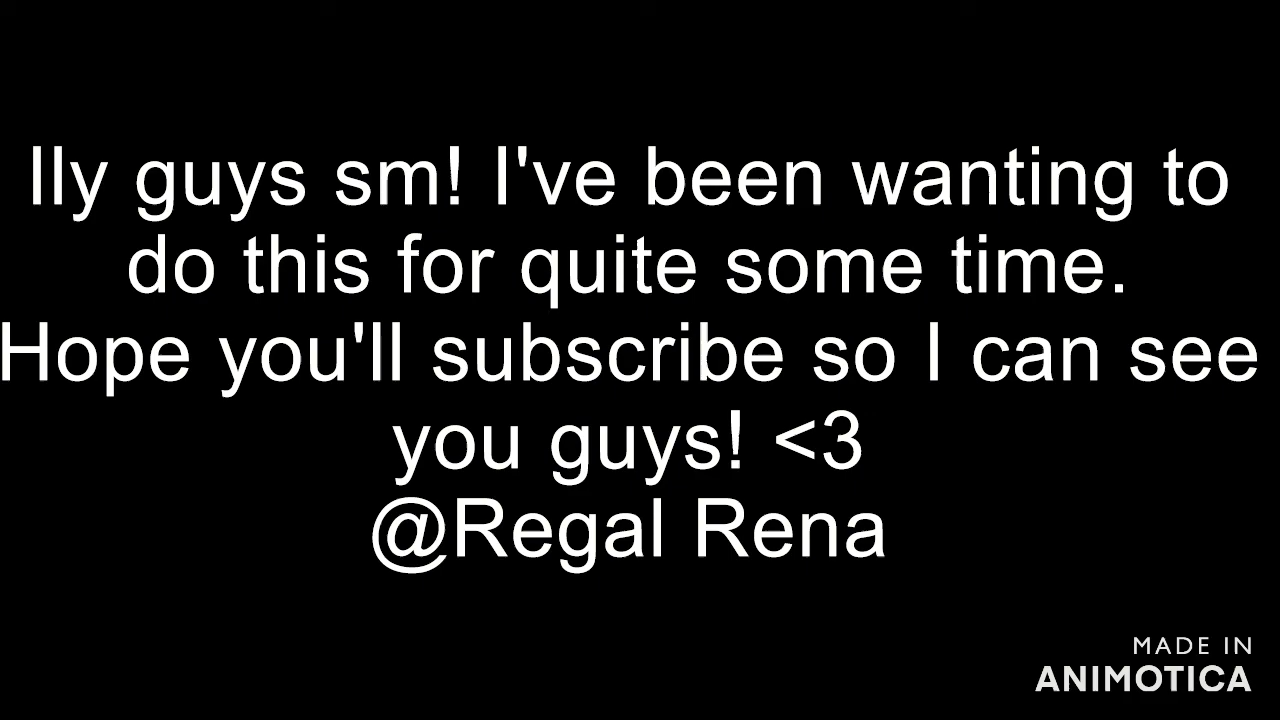 Ily guys sm! I've been wanting to
do this for quite some time.
Hope you'll subscribe so I can see
you guys! <3
@Regal Rena
MADE IN
ANIMOTICA